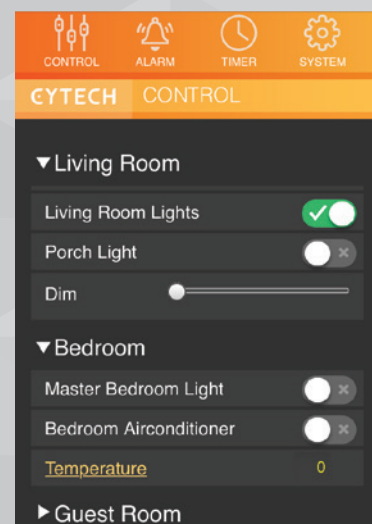 CONTROL ALARM TIMER SYSTEM
CYTECH CONTROL
Living Room
Living Room Lights
Porch Light
Dim
Bedroom
Master Bedroom Light
Bedroom Airconditioner
Temperature 0
Guest Room